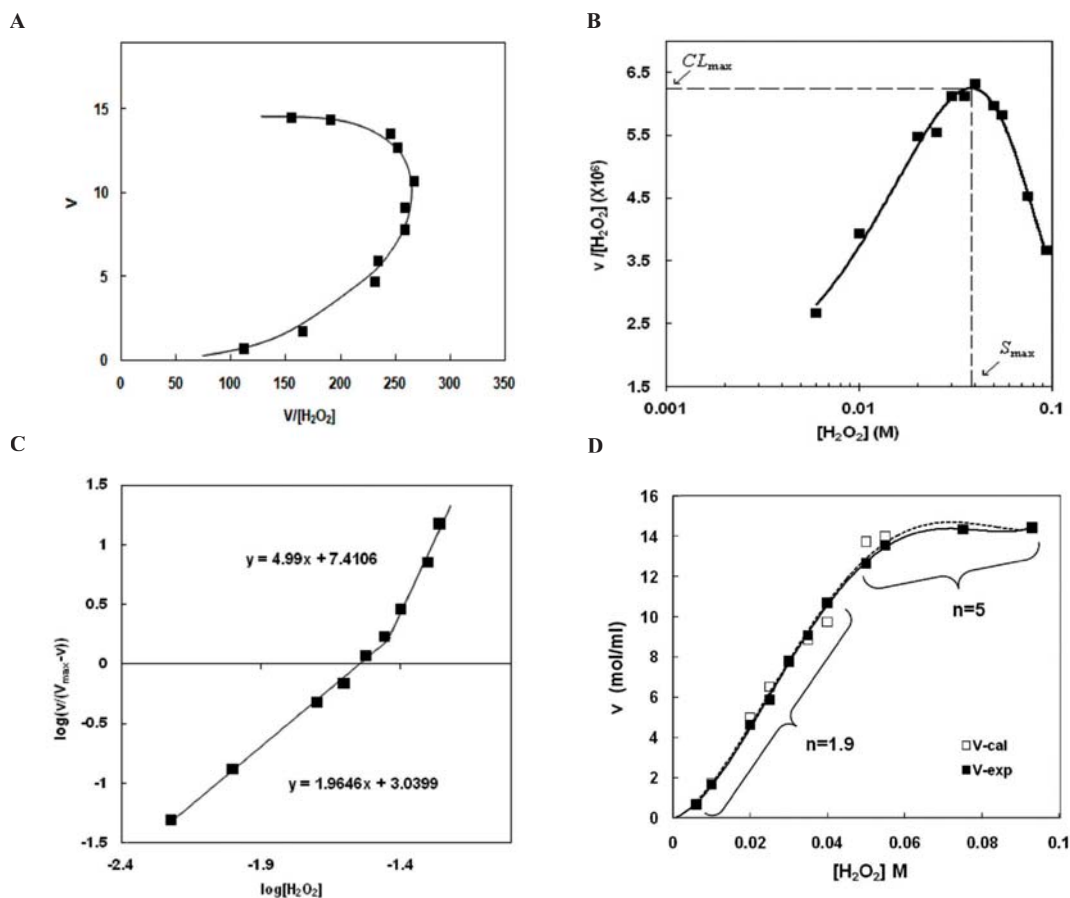 A
V
15
10
5
0
0 50 100 150 200 250 300 350
V/[H₂O₂]
B
v /[H₂O₂] (X10⁶)
6.5
5.5
4.5
3.5
2.5
1.5
CLmax
Smax
0.001 0.01 0.1
[H₂O₂] (M)
C
log(v/(Vmax-v))
1.5
1
0.5
0
-0.5
-1
-1.5
y = 4.99x + 7.4106
y = 1.9646x + 3.0399
-2.4 -1.9 -1.4
log[H₂O₂]
D
V (mol/ml)
16
14
12
10
8
6
4
2
0
n=5
n=1.9
V-cal
V-exp
0 0.02 0.04 0.06 0.08 0.1
[H₂O₂] M